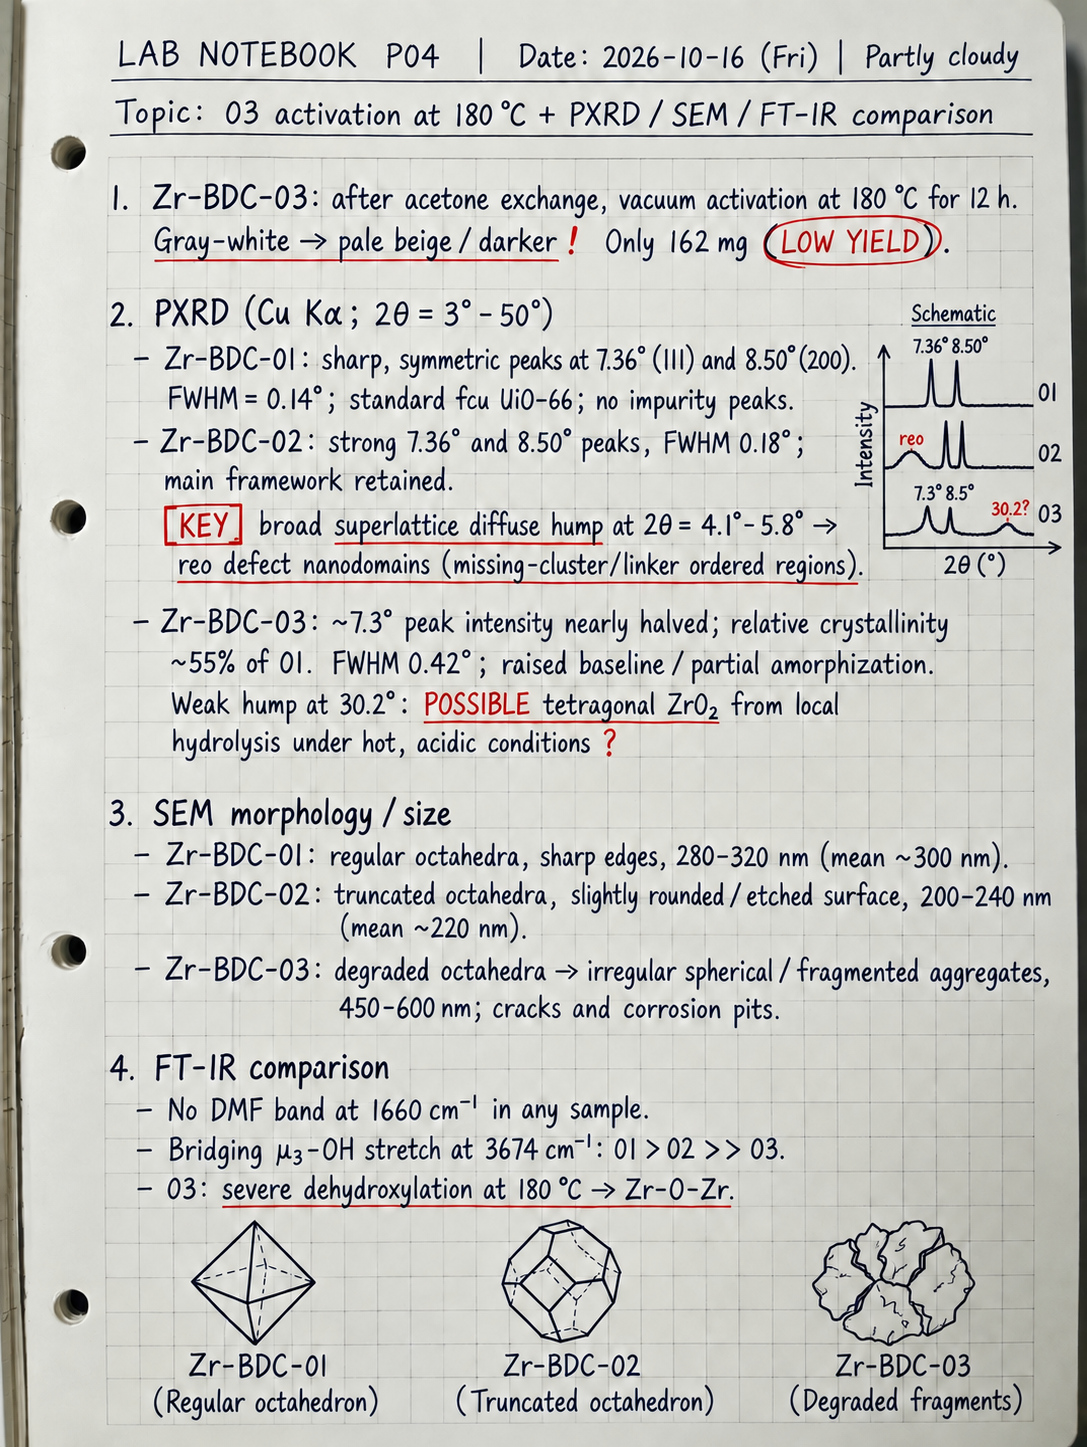 LAB NOTEBOOK P04 | Date: 2026-10-16 (Fri) | Partly cloudy
Topic: 03 activation at 180 °C + PXRD / SEM / FT-IR comparison
1. Zr-BDC-03: after acetone exchange, vacuum activation at 180 °C for 12 h.
Gray-white → pale beige / darker ! Only 162 mg (LOW YIELD).
2. PXRD (Cu Kα; 2θ = 3° - 50°)
– Zr-BDC-01: sharp, symmetric peaks at 7.36° (111) and 8.50° (200).
FWHM = 0.14°; standard fcu UiO-66; no impurity peaks.
– Zr-BDC-02: strong 7.36° and 8.50° peaks, FWHM 0.18°;
main framework retained.
[KEY] broad superlattice diffuse hump at 2θ = 4.1°-5.8° →
reo defect nanodomains (missing-cluster/linker ordered regions).
– Zr-BDC-03: ~7.3° peak intensity nearly halved; relative crystallinity
~55% of 01. FWHM 0.42°; raised baseline / partial amorphization.
Weak hump at 30.2°: POSSIBLE tetragonal ZrO₂ from local
hydrolysis under hot, acidic conditions ?
Schematic
7.36° 8.50°
01
reo
02
7.3° 8.5°
30.2?
03
Intensity
2θ (°)
3. SEM morphology / size
– Zr-BDC-01: regular octahedra, sharp edges, 280-320 nm (mean ~300 nm).
– Zr-BDC-02: truncated octahedra, slightly rounded / etched surface, 200-240 nm
(mean ~220 nm).
– Zr-BDC-03: degraded octahedra → irregular spherical / fragmented aggregates,
450-600 nm; cracks and corrosion pits.
4. FT-IR comparison
– No DMF band at 1660 cm⁻¹ in any sample.
– Bridging μ₃-OH stretch at 3674 cm⁻¹: 01 > 02 >> 03.
– 03: severe dehydroxylation at 180 °C → Zr-O-Zr.
Zr-BDC-01
(Regular octahedron)
Zr-BDC-02
(Truncated octahedron)
Zr-BDC-03
(Degraded fragments)